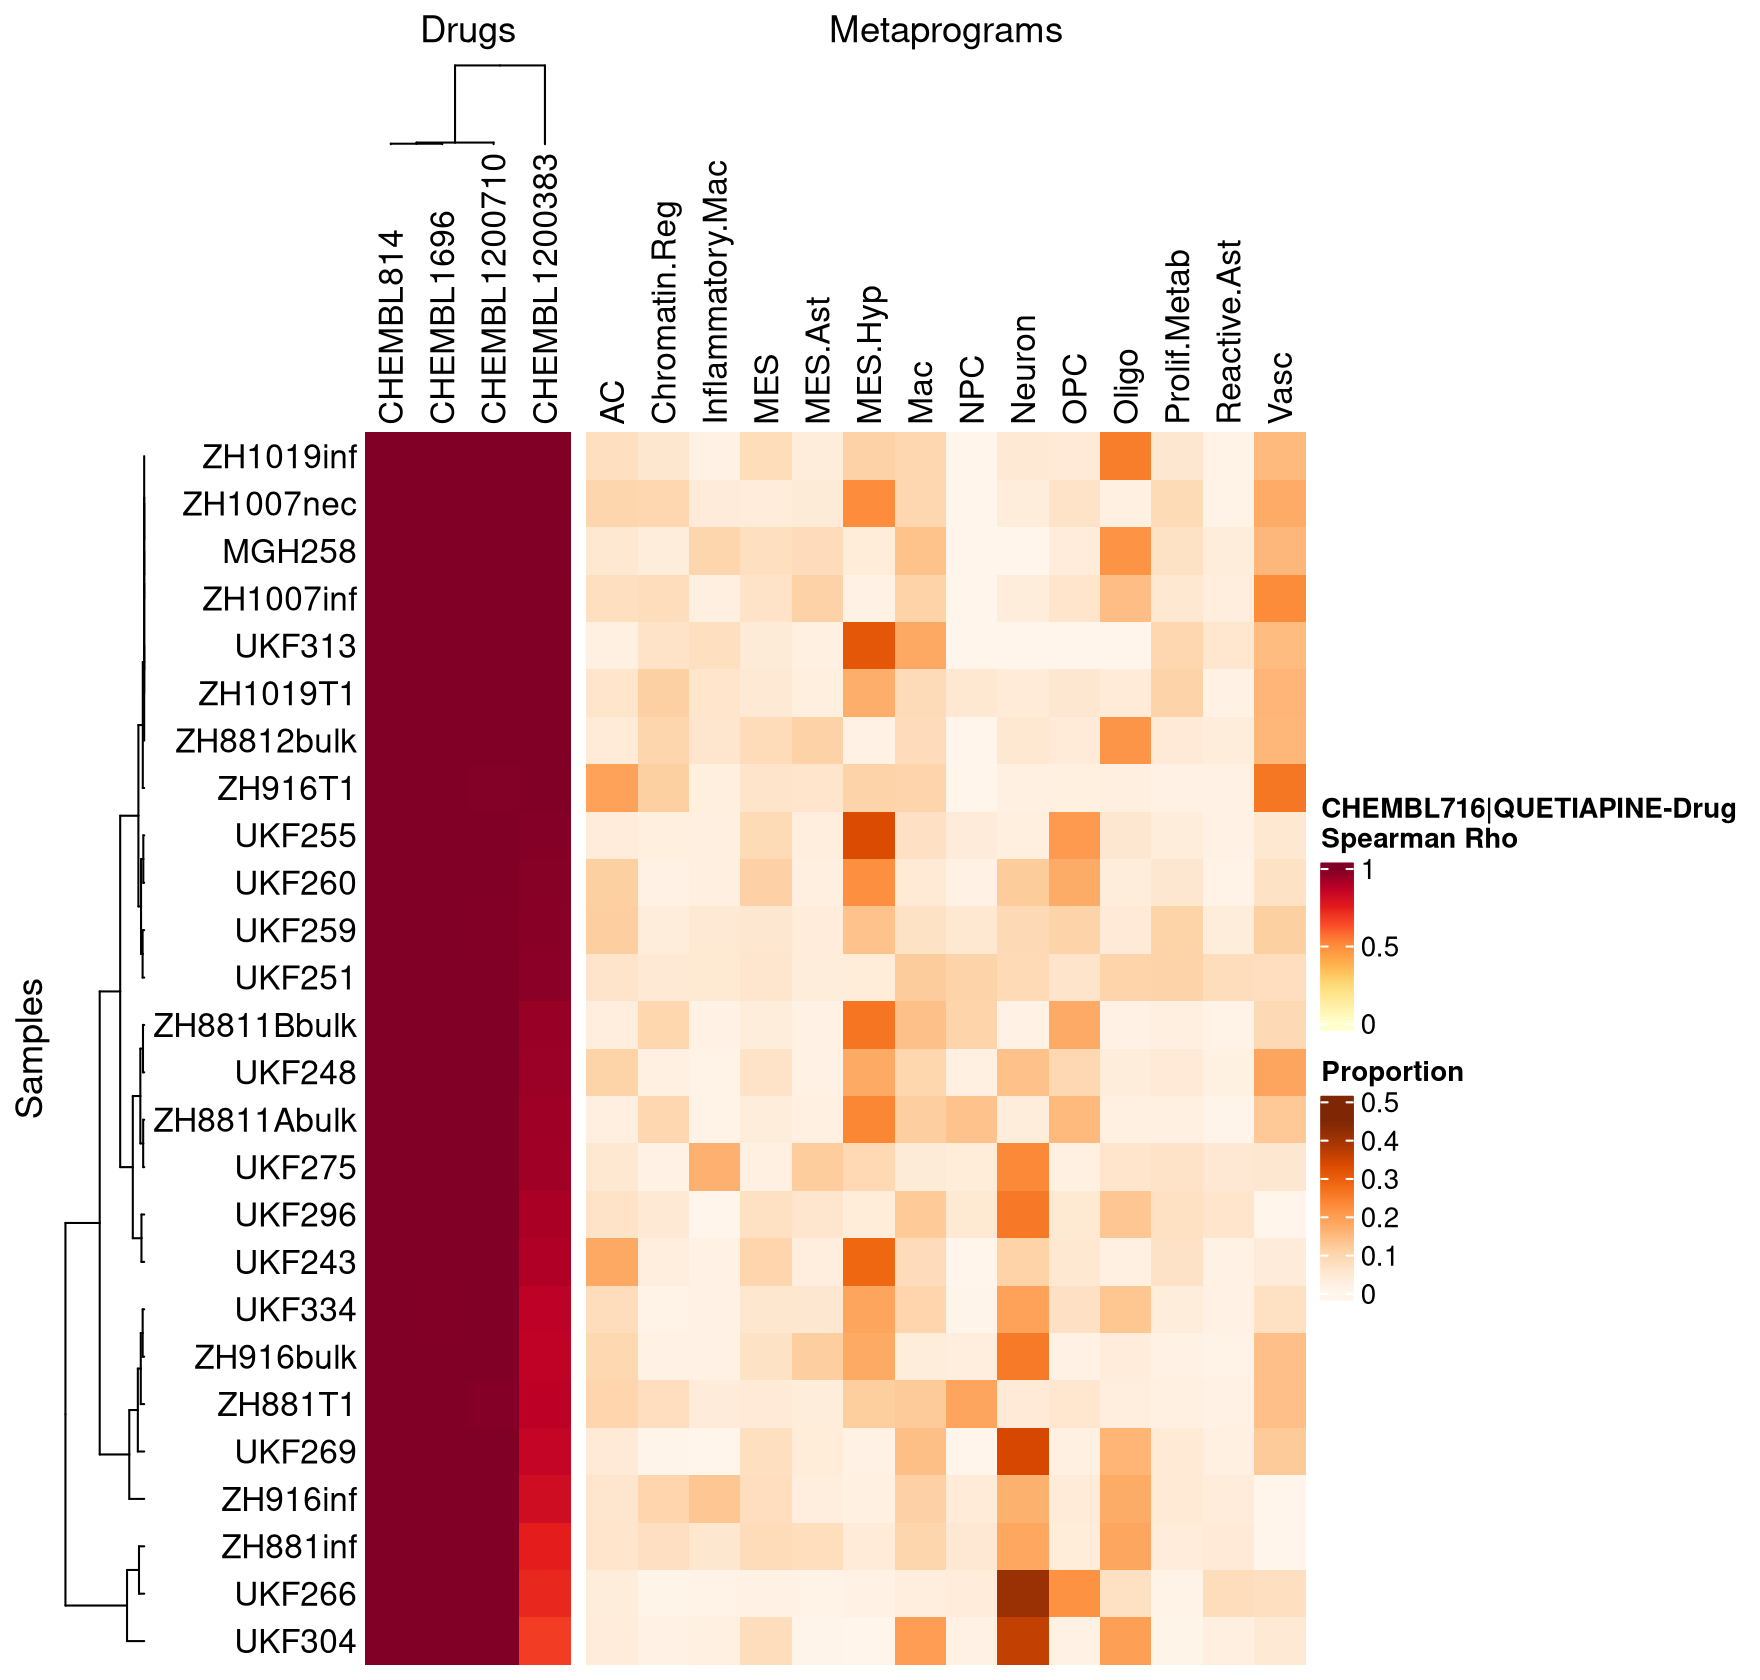 Drugs
Metaprograms
CHEMBL814
CHEMBL1696
CHEMBL1200710
CHEMBL1200383
AC
Chromatin.Reg
Inflammatory.Mac
MES
MES.Ast
MES.Hyp
Mac
NPC
Neuron
OPC
Oligo
Prolif.Metab
Reactive.Ast
Vasc
Samples
ZH1019inf
ZH1007nec
MGH258
ZH1007inf
UKF313
ZH1019T1
ZH8812bulk
ZH916T1
UKF255
UKF260
UKF259
UKF251
ZH8811Bbulk
UKF248
ZH8811Abulk
UKF275
UKF296
UKF243
UKF334
ZH916bulk
ZH881T1
UKF269
ZH916inf
ZH881inf
UKF266
UKF304
CHEMBL716|QUETIAPINE-Drug
Spearman Rho
1
0.5
0
Proportion
0.5
0.4
0.3
0.2
0.1
0